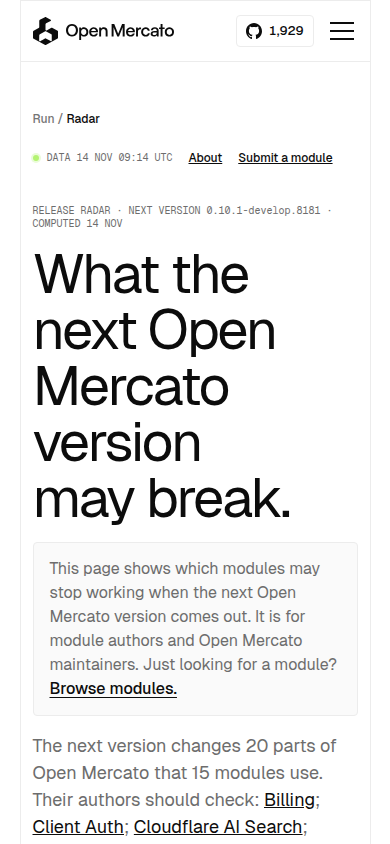 Open Mercato
1,929
Run / Radar
DATA 14 NOV 09:14 UTC About Submit a module
RELEASE RADAR · NEXT VERSION 0.10.1-develop.8181 ·
COMPUTED 14 NOV
What the
next Open
Mercato
version
may break.
This page shows which modules may
stop working when the next Open
Mercato version comes out. It is for
module authors and Open Mercato
maintainers. Just looking for a module?
Browse modules.
The next version changes 20 parts of
Open Mercato that 15 modules use.
Their authors should check: Billing;
Client Auth; Cloudflare AI Search;